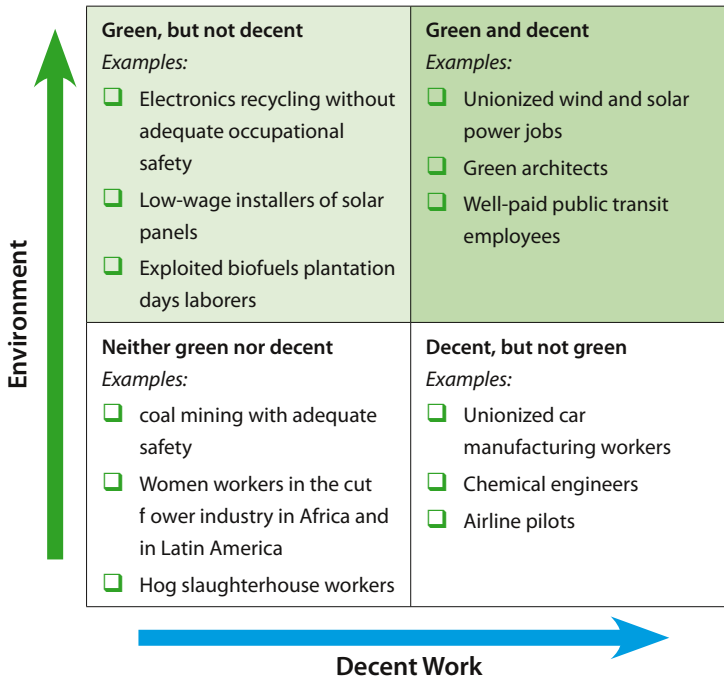 Environment
Green, but not decent
Examples:
Electronics recycling without
adequate occupational
safety
Low-wage installers of solar
panels
Exploited biofuels plantation
days laborers
Green and decent
Examples:
Unionized wind and solar
power jobs
Green architects
Well-paid public transit
employees
Neither green nor decent
Examples:
coal mining with adequate
safety
Women workers in the cut
f ower industry in Africa and
in Latin America
Hog slaughterhouse workers
Decent, but not green
Examples:
Unionized car
manufacturing workers
Chemical engineers
Airline pilots
Decent Work